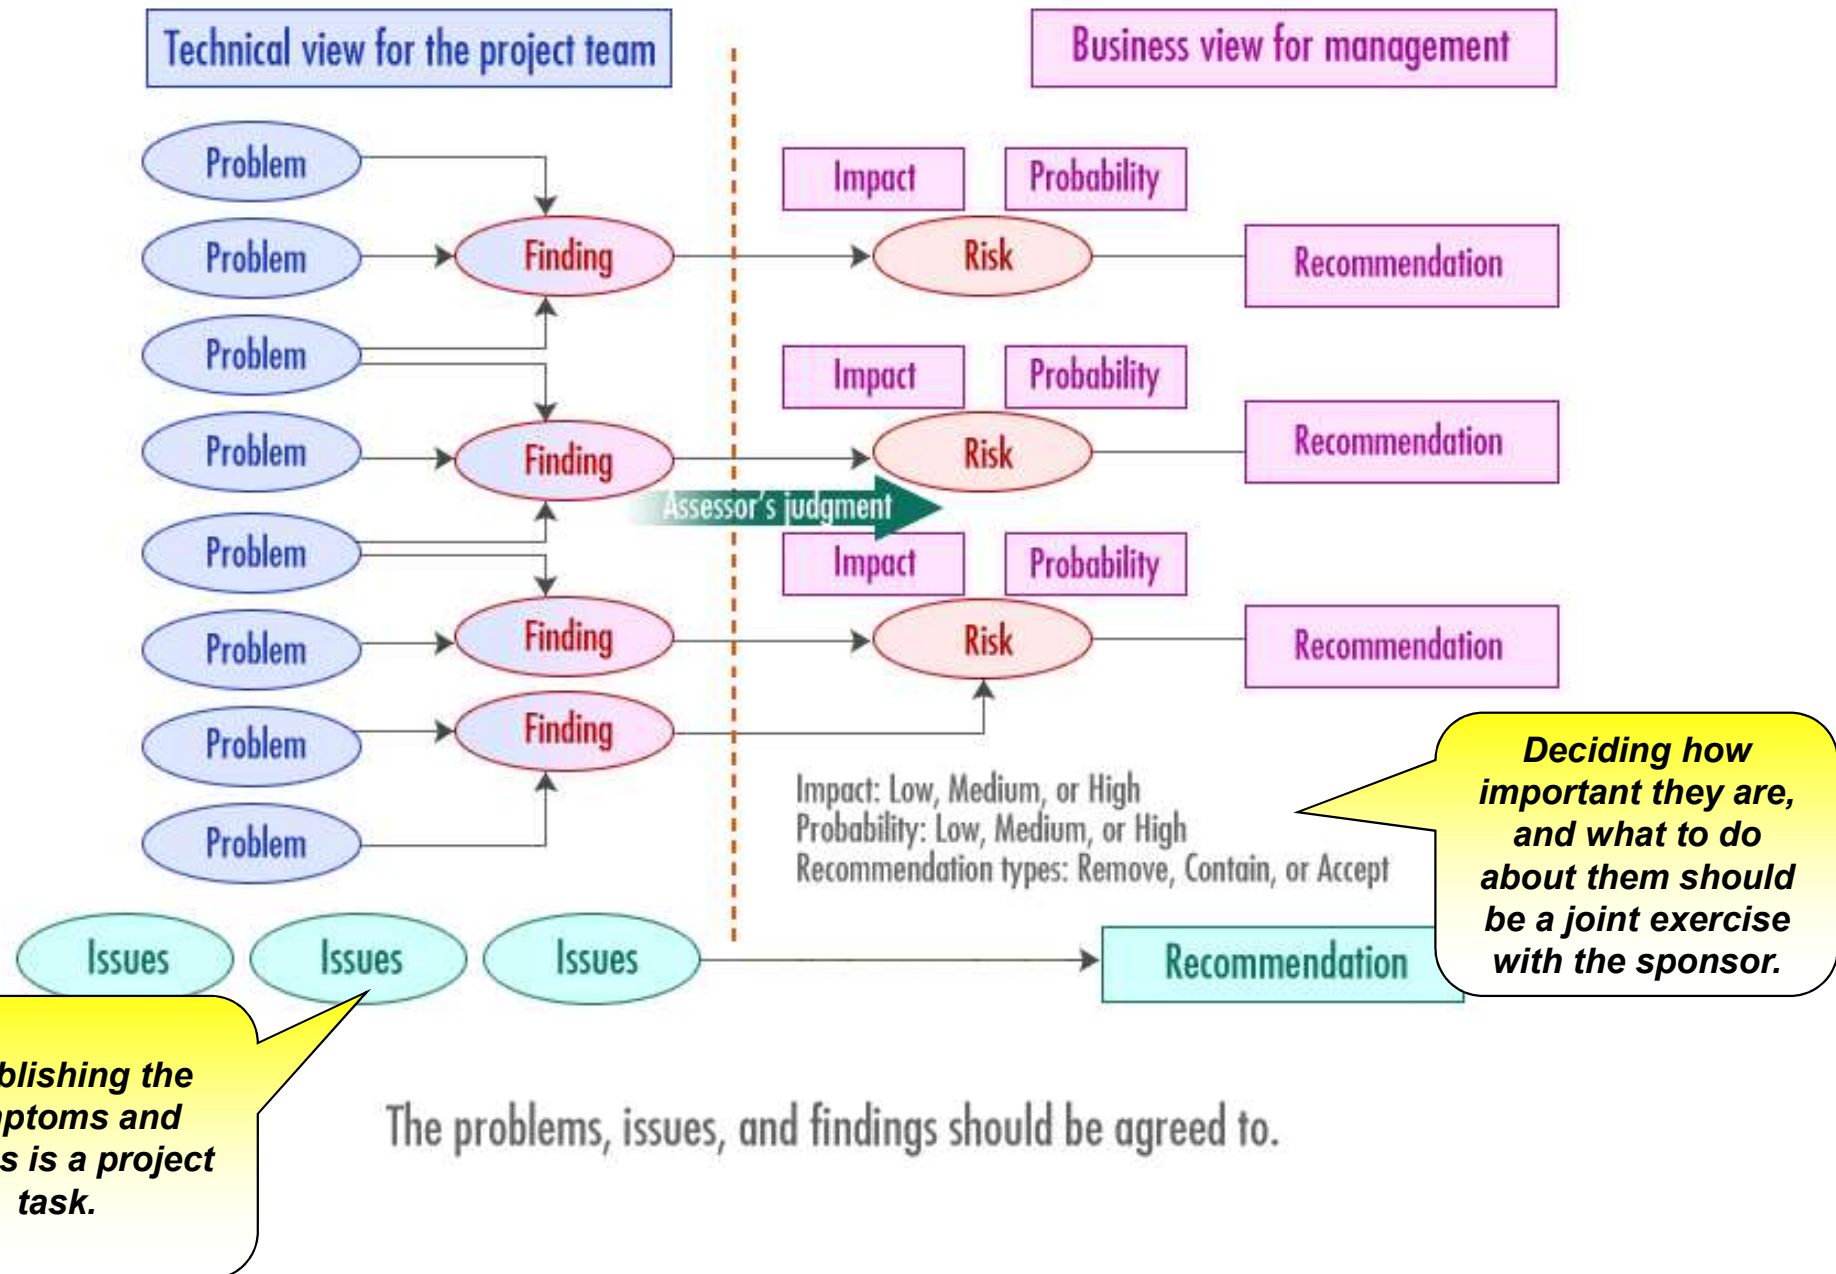 Technical view for the project team
Business view for management
Problem
Problem
Problem
Problem
Problem
Problem
Problem
Problem
Finding
Finding
Finding
Finding
Impact
Probability
Risk
Recommendation
Impact
Probability
Risk
Recommendation
Assessor's judgment
Impact
Probability
Risk
Recommendation
Impact: Low, Medium, or High
Probability: Low, Medium, or High
Recommendation types: Remove, Contain, or Accept
Deciding how
important they are,
and what to do
about them should
be a joint exercise
with the sponsor.
Issues
Issues
Issues
Recommendation
the
and
is a project
task.
The problems, issues, and findings should be agreed to.